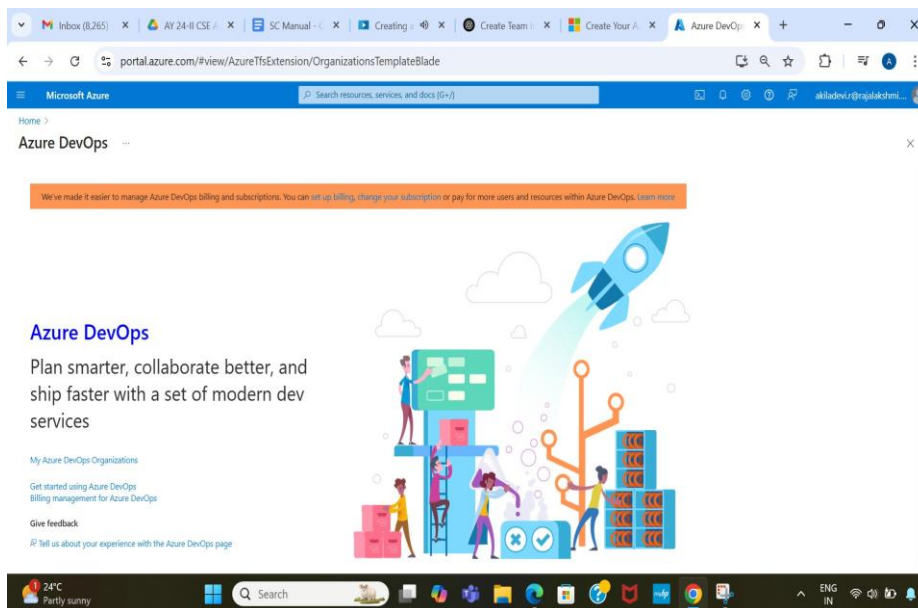 Inbox (8,265)
AY 24-II CSE A
SC Manual - C
Creating a
Create Team I
Create Your A
Azure DevOp
portal.azure.com/#view/AzureTfsExtension/OrganizationsTemplateBlade
Microsoft Azure
Search resources, services, and docs (G+/)
akiladevi.r@rajalakshmi....
Home >
Azure DevOps ...
We've made it easier to manage Azure DevOps billing and subscriptions. You can set up billing, change your subscription or pay for more users and resources within Azure DevOps. Learn more
Azure DevOps
Plan smarter, collaborate better, and
ship faster with a set of modern dev
services
My Azure DevOps Organizations
Get started using Azure DevOps
Billing management for Azure DevOps
Give feedback
Tell us about your experience with the Azure DevOps page
1
24°C
Partly sunny
Search
ENG
IN